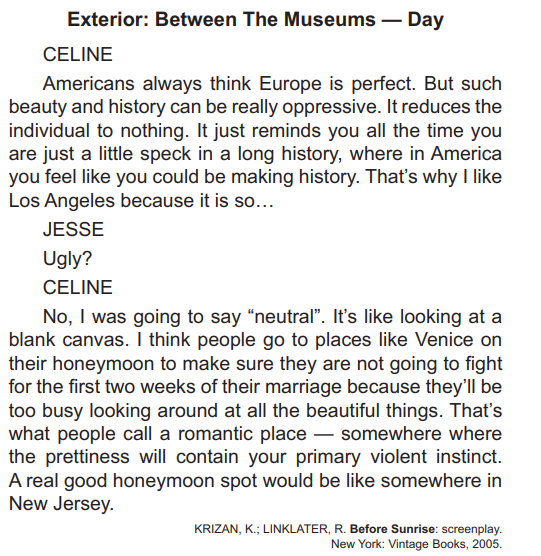 Exterior: Between The Museums — Day
CELINE
Americans always think Europe is perfect. But such
beauty and history can be really oppressive. It reduces the
individual to nothing. It just reminds you all the time you
are just a little speck in a long history, where in America
you feel like you could be making history. That’s why I like
Los Angeles because it is so…
JESSE
Ugly?
CELINE
No, I was going to say “neutral”. It’s like looking at a
blank canvas. I think people go to places like Venice on
their honeymoon to make sure they are not going to fight
for the first two weeks of their marriage because they’ll be
too busy looking around at all the beautiful things. That’s
what people call a romantic place — somewhere where
the prettiness will contain your primary violent instinct.
A real good honeymoon spot would be like somewhere in
New Jersey.
KRIZAN, K.; LINKLATER, R. Before Sunrise: screenplay.
New York: Vintage Books, 2005.